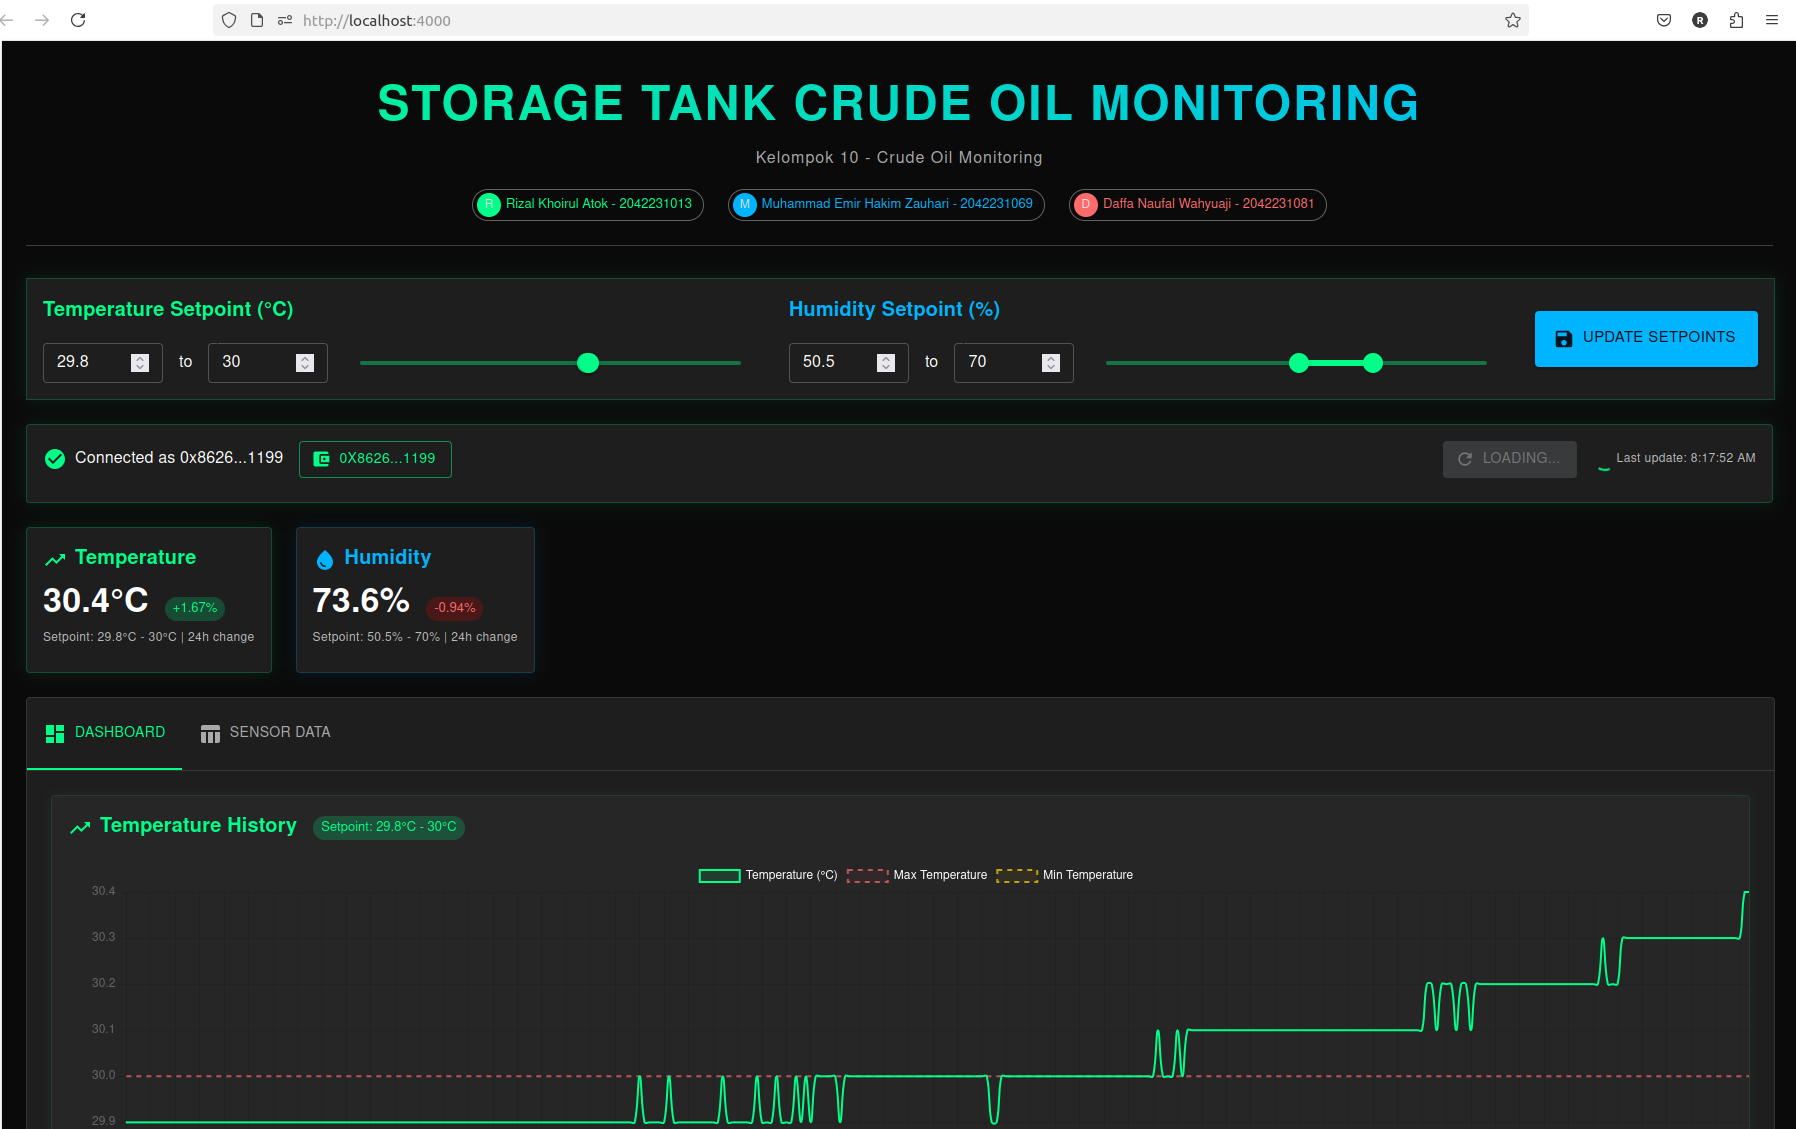 http://localhost:4000
R
STORAGE TANK CRUDE OIL MONITORING
Kelompok 10 - Crude Oil Monitoring
R Rizal Khoirul Atok - 2042231013
M Muhammad Emir Hakim Zauhari - 2042231069
D Daffa Naufal Wahyuaji - 2042231081
Temperature Setpoint (°C)
29.8 to 30
Humidity Setpoint (%)
50.5 to 70
UPDATE SETPOINTS
Connected as 0x8626...1199
0X8626...1199
LOADING...
Last update: 8:17:52 AM
Temperature
30.4°C +1.67%
Setpoint: 29.8°C - 30°C | 24h change
Humidity
73.6% -0.94%
Setpoint: 50.5% - 70% | 24h change
DASHBOARD
SENSOR DATA
Temperature History
Setpoint: 29.8°C - 30°C
Temperature (°C)
Max Temperature
Min Temperature
30.4
30.3
30.2
30.1
30.0
29.9